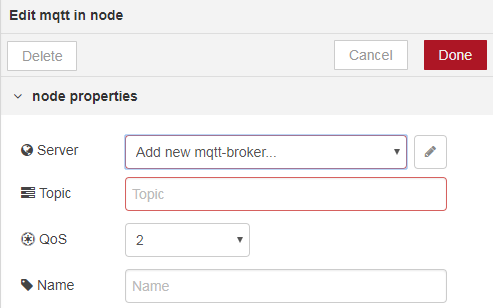 Edit mqtt in node
Delete Cancel Done
node properties
Server Add new mqtt-broker...
Topic Topic
QoS 2
Name Name